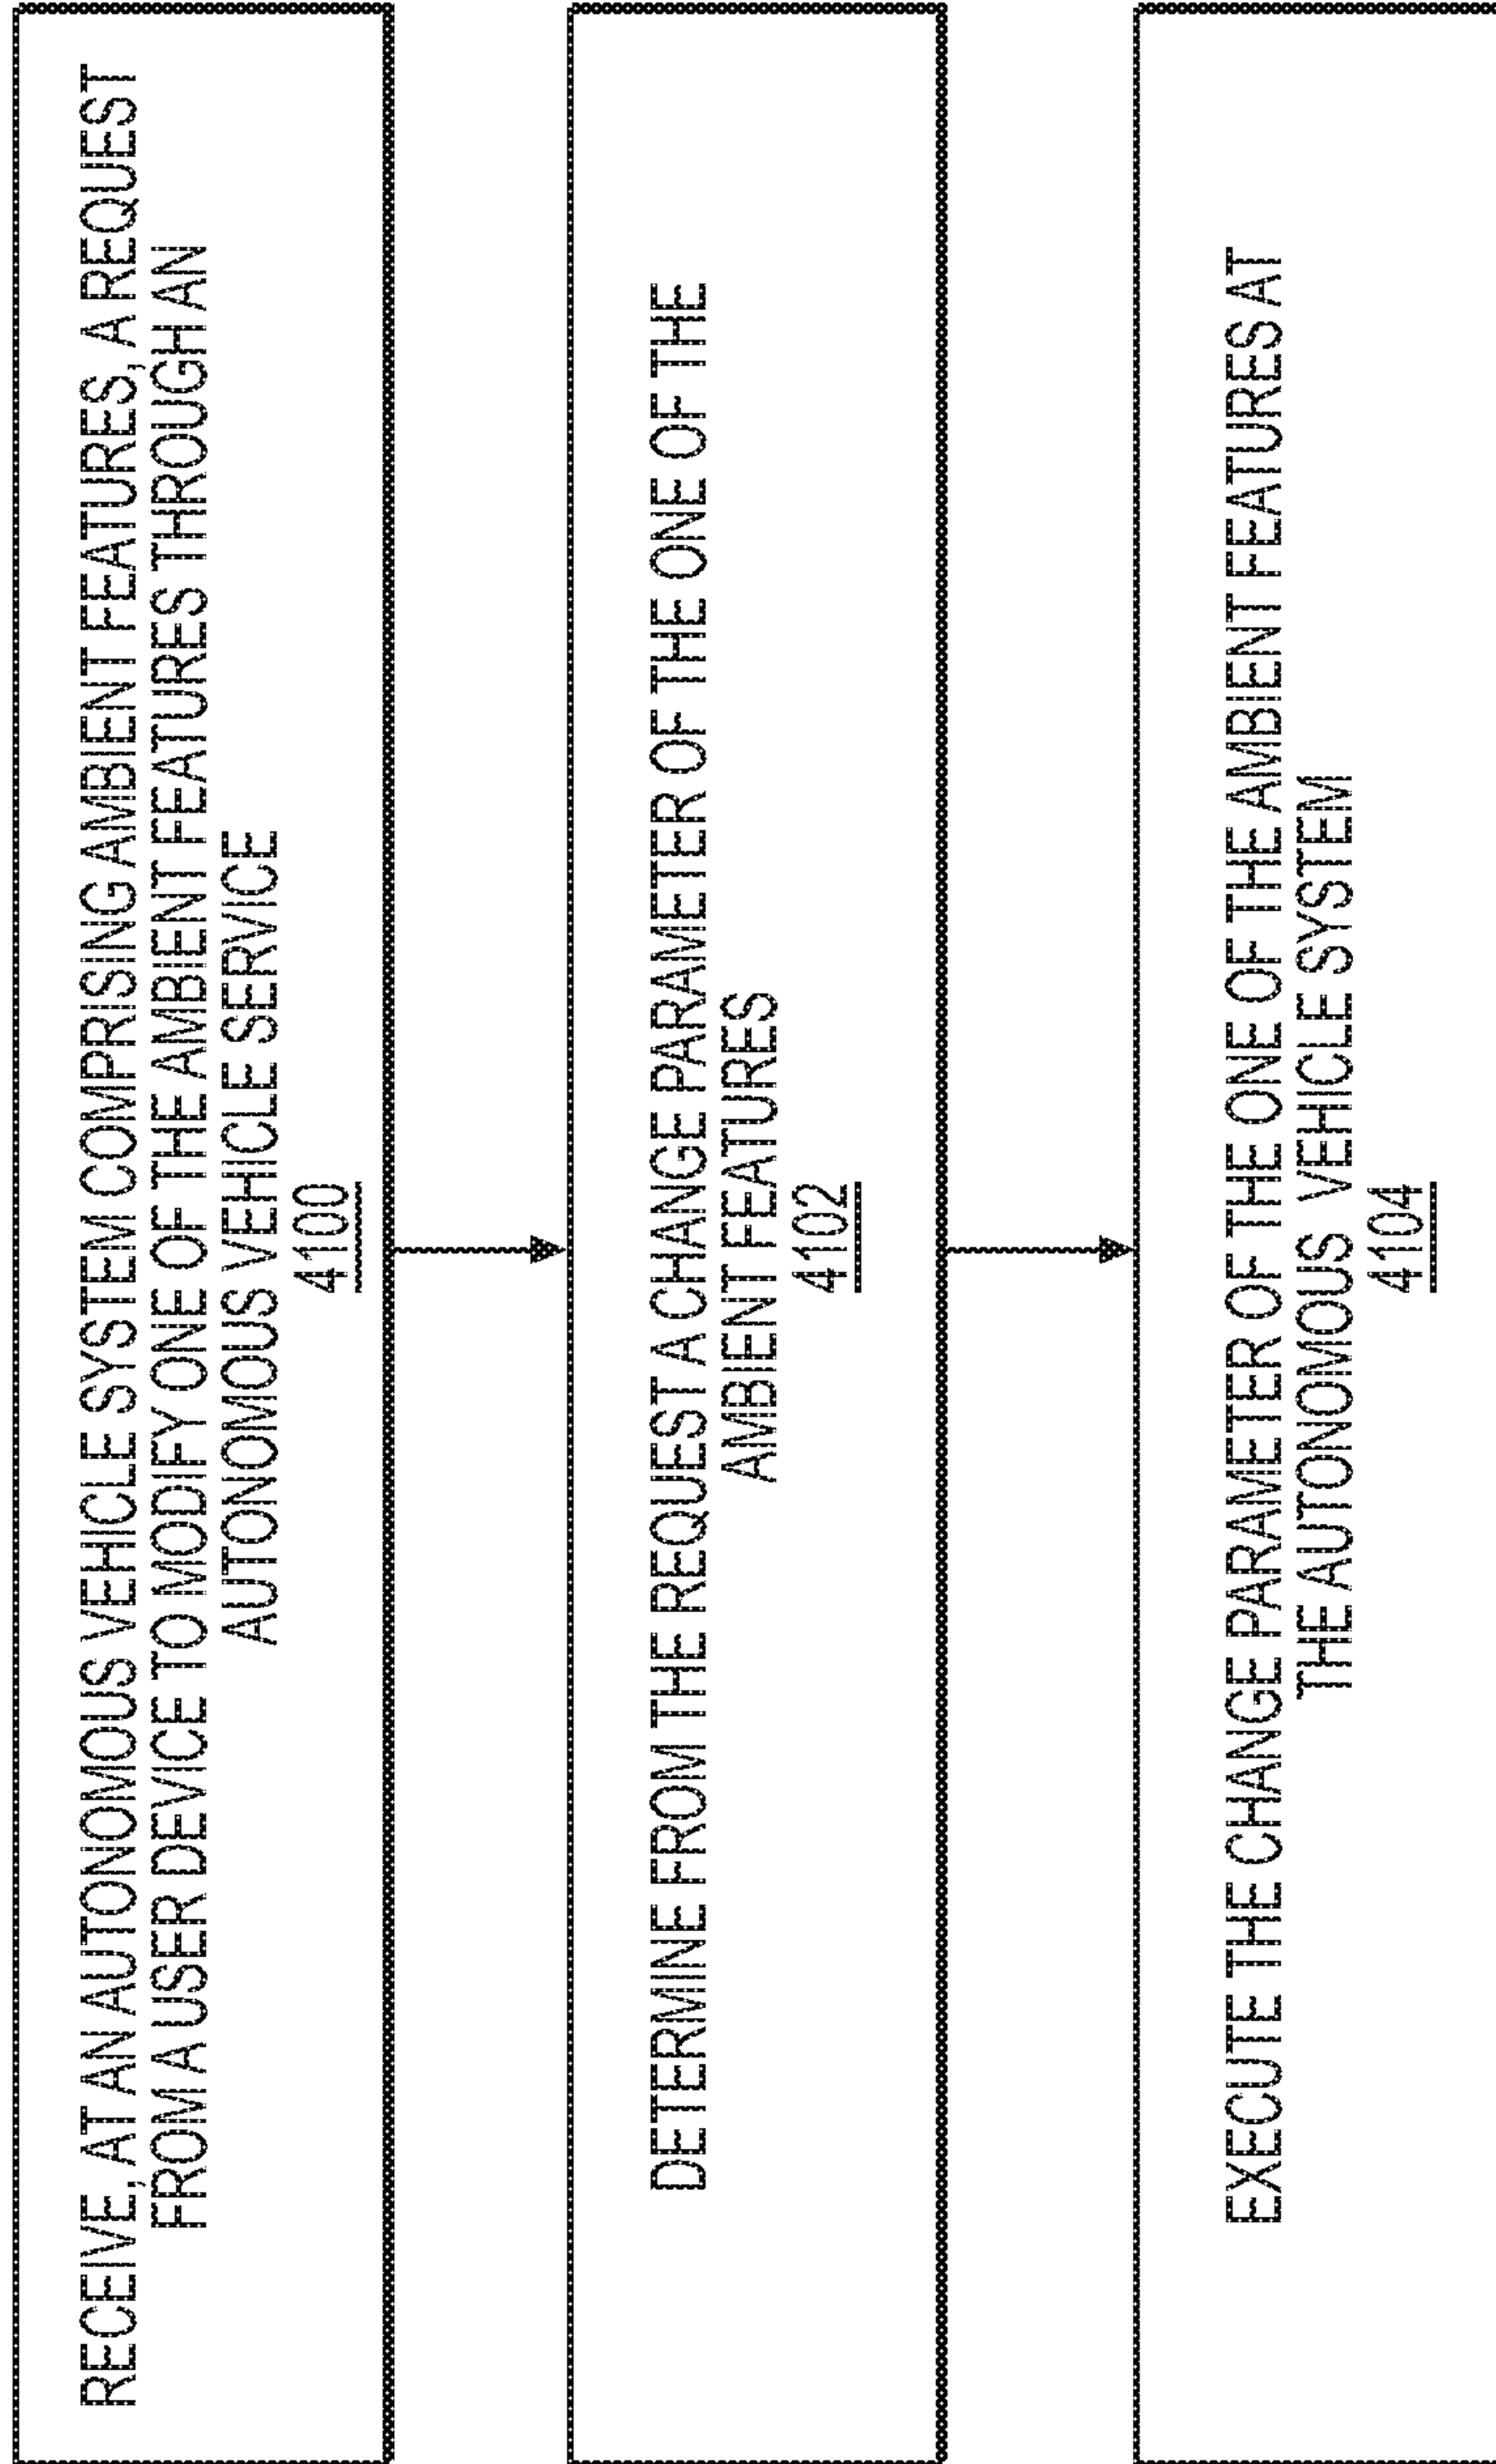 RECEIVE, AT AN AUTONOMOUS VEHICLE SYSTEM COMPRISING AMBIENT FEATURES, A REQUEST
FROM A USER DEVICE TO MODIFY ONE OF THE AMBIENT FEATURES THROUGH AN
AUTONOMOUS VEHICLE SERVICE
4100
DETERMINE FROM THE REQUEST A CHANGE PARAMETER OF THE ONE OF THE
AMBIENT FEATURES
4102
EXECUTE THE CHANGE PARAMETER OF THE ONE OF THE AMBIENT FEATURES AT
THE AUTONOMOUS VEHICLE SYSTEM
4104